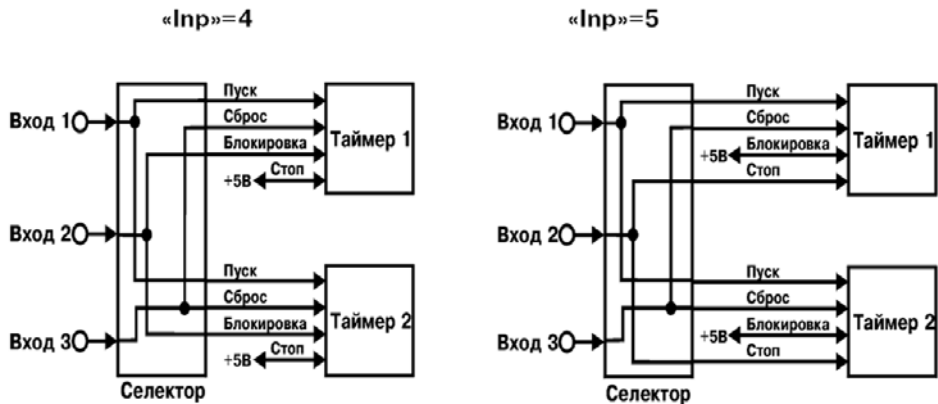 «Inp»=4
Пуск
Сброс
Вход 1
Блокировка
Таймер 1
Стоп
+5В
Вход 2
Пуск
Сброс
Блокировка
Таймер 2
Вход 3
Стоп
+5В
Селектор
«Inp»=5
Пуск
Сброс
Вход 1
Блокировка
Таймер 1
+5В
Стоп
Вход 2
Пуск
Сброс
Блокировка
Таймер 2
Вход 3
+5В
Стоп
Селектор